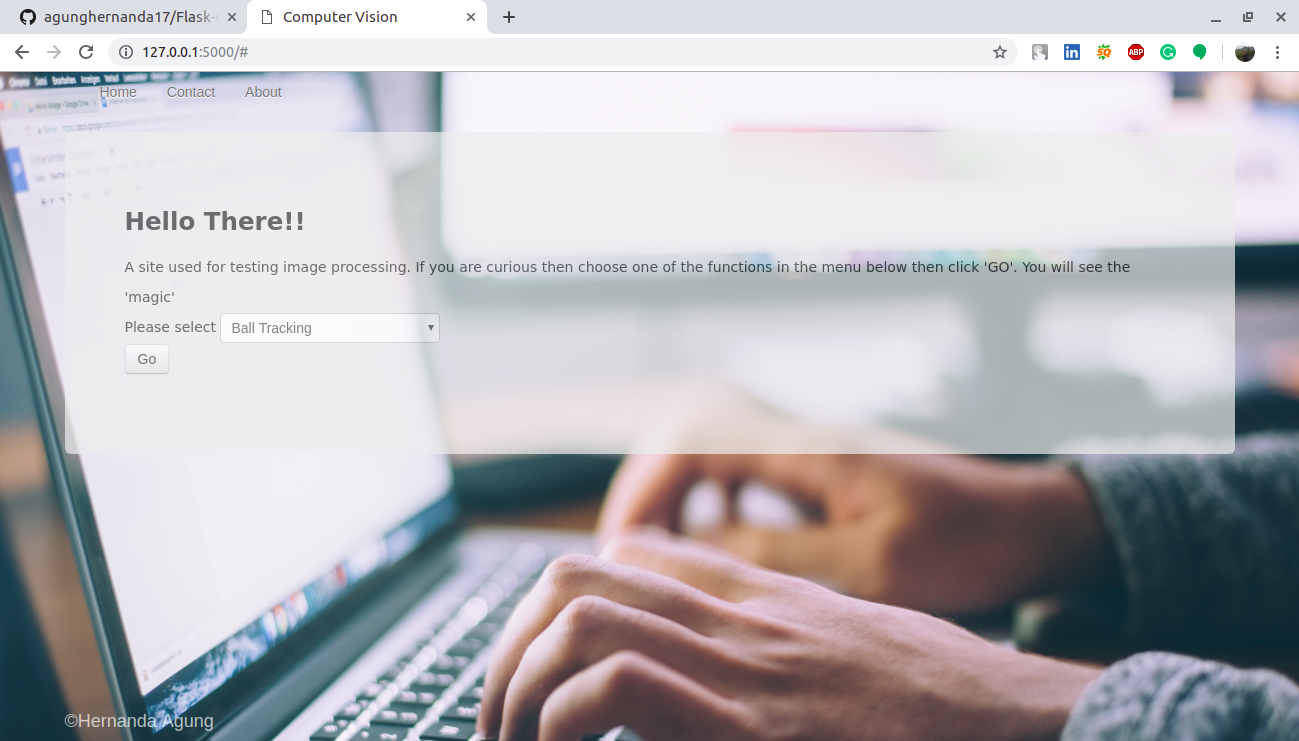 agunghernanda17/Flask-
Computer Vision
127.0.0.1:5000/#
ABP
Home Contact About
Hello There!!
A site used for testing image processing. If you are curious then choose one of the functions in the menu below then click 'GO'. You will see the
'magic'
Please select Ball Tracking
Go
©Hernanda Agung